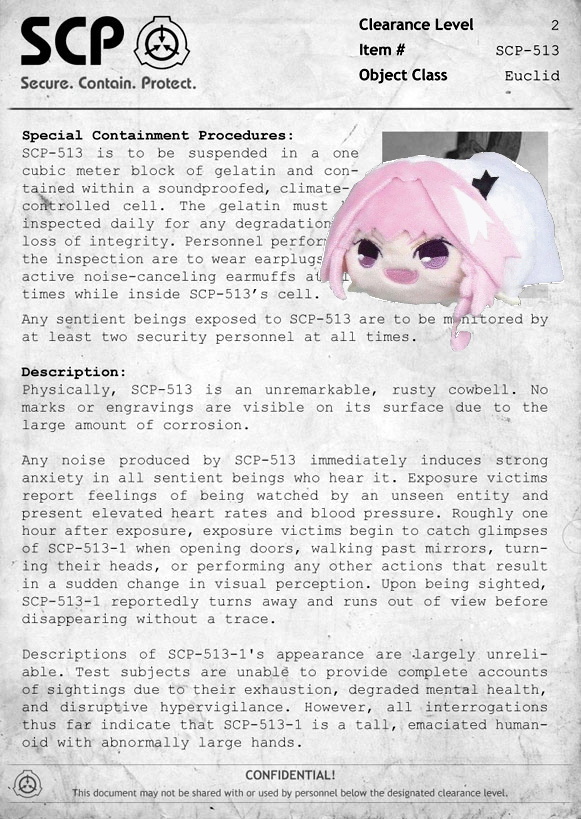 SCP
Secure. Contain. Protect.
Clearance Level 2
Item # SCP-513
Object Class Euclid
Special Containment Procedures:
SCP-513 is to be suspended in a one
cubic meter block of gelatin and con-
tained within a soundproofed, climate-
controlled cell. The gelatin must
inspected daily for any degradation
loss of integrity. Personnel
the inspection are to wear earplugs
active noise-canceling earmuffs
times while inside SCP-513’s cell.
Any sentient beings exposed to SCP-513 are to be monitored by
at least two security personnel at all times.
Description:
Physically, SCP-513 is an unremarkable, rusty cowbell. No
marks or engravings are visible on its surface due to the
large amount of corrosion.
Any noise produced by SCP-513 immediately induces strong
anxiety in all sentient beings who hear it. Exposure victims
report feelings of being watched by an unseen entity and
present elevated heart rates and blood pressure. Roughly one
hour after exposure, exposure victims begin to catch glimpses
of SCP-513-1 when opening doors, walking past mirrors, turn-
ing their heads, or performing any other actions that result
in a sudden change in visual perception. Upon being sighted,
SCP-513-1 reportedly turns away and runs out of view before
disappearing without a trace.
Descriptions of SCP-513-1's appearance are largely unreli-
able. Test subjects are unable to provide complete accounts
of sightings due to their exhaustion, degraded mental health,
and disruptive hypervigilance. However, all interrogations
thus far indicate that SCP-513-1 is a tall, emaciated human-
oid with abnormally large hands.
CONFIDENTIAL!
This document may not be shared with or used by personnel below the designated clearance level.